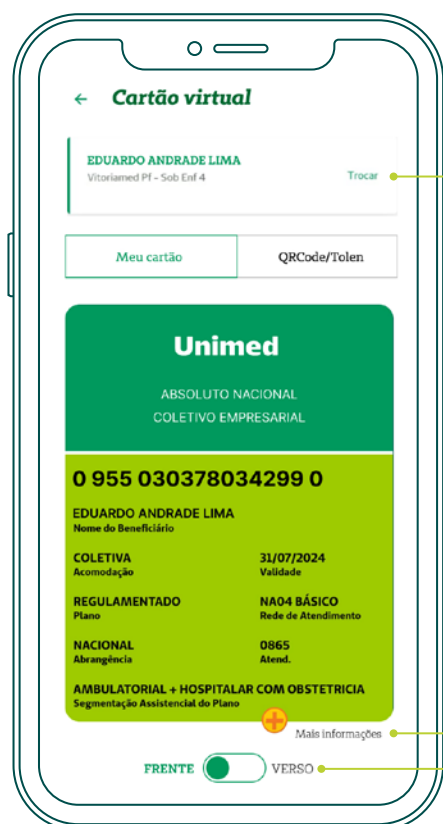 ← Cartão virtual
EDUARDO ANDRADE LIMA
Vitoriamed Pf - Sob Enf 4
Trocar
Meu cartão
QRCode/Tolen
Unimed
ABSOLUTO NACIONAL
COLETIVO EMPRESARIAL
0 955 030378034299 0
EDUARDO ANDRADE LIMA
Nome do Beneficiário
COLETIVA 31/07/2024
Acomodação Validade
REGULAMENTADO NA04 BÁSICO
Plano Rede de Atendimento
NACIONAL 0865
Abrangência Atend.
AMBULATORIAL + HOSPITALAR COM OBSTETRICIA
Segmentação Assistencial do Plano
Mais informações
FRENTE VERSO